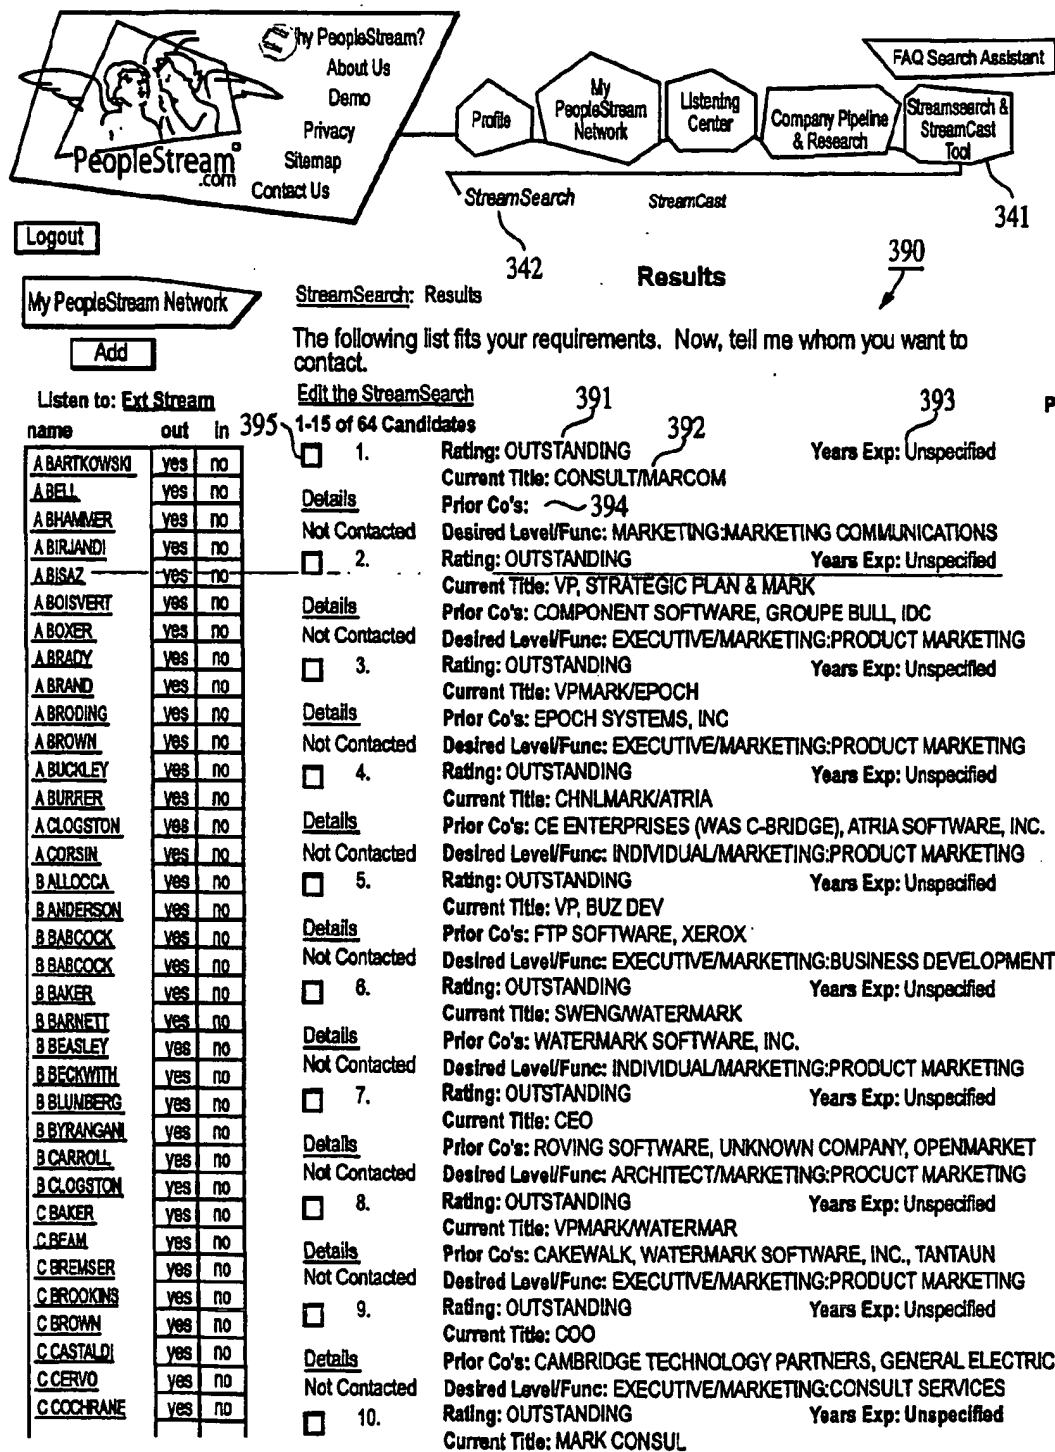 hy PeopleStream?
About Us
Demo
Privacy
Sitemap
Contact Us
PeopleStream
.com
FAQ Search Assistant
Profile
My PeopleStream Network
Listening Center
Company Pipeline & Research
Streamsearch & StreamCast Tool
StreamSearch
StreamCast
341
342
Logout
390
Results
My PeopleStream Network
StreamSearch: Results
Add
The following list fits your requirements. Now, tell me whom you want to
contact.
Listen to: Ext Stream
name out in
A BARTKOWSKI yes no
A BELL yes no
A BHAMMER yes no
A BIRJANDI yes no
A BISAZ yes no
A BOISVERT yes no
A BOXER yes no
A BRADY yes no
A BRAND yes no
A BRODING yes no
A BROWN yes no
A BUCKLEY yes no
A BURRER yes no
A CLOGSTON yes no
A CORSIN yes no
B ALLOCCA yes no
B ANDERSON yes no
B BABCOCK yes no
B BABCOCK yes no
B BAKER yes no
B BARNETT yes no
B BEASLEY yes no
B BECKWITH yes no
B BLUMBERG yes no
B BYRANGANI yes no
B CARROLL yes no
B CLOGSTON yes no
C BAKER yes no
C BEAM yes no
C BREMSER yes no
C BROOKINS yes no
C BROWN yes no
C CASTALDI yes no
C CERVO yes no
C COCHRANE yes no
Edit the StreamSearch
391
393
P
395
1-15 of 64 Candidates
392
1. Rating: OUTSTANDING Years Exp: Unspecified
Current Title: CONSULT/MARCOM
Details Prior Co's: 394
Not Contacted Desired Level/Func: MARKETING:MARKETING COMMUNICATIONS
2. Rating: OUTSTANDING Years Exp: Unspecified
Current Title: VP, STRATEGIC PLAN & MARK
Details Prior Co's: COMPONENT SOFTWARE, GROUPE BULL, IDC
Not Contacted Desired Level/Func: EXECUTIVE/MARKETING:PRODUCT MARKETING
3. Rating: OUTSTANDING Years Exp: Unspecified
Current Title: VPMARK/EPOCH
Details Prior Co's: EPOCH SYSTEMS, INC
Not Contacted Desired Level/Func: EXECUTIVE/MARKETING:PRODUCT MARKETING
4. Rating: OUTSTANDING Years Exp: Unspecified
Current Title: CHNLMARK/ATRIA
Details Prior Co's: CE ENTERPRISES (WAS C-BRIDGE), ATRIA SOFTWARE, INC.
Not Contacted Desired Level/Func: INDIVIDUAL/MARKETING:PRODUCT MARKETING
5. Rating: OUTSTANDING Years Exp: Unspecified
Current Title: VP, BUZ DEV
Details Prior Co's: FTP SOFTWARE, XEROX
Not Contacted Desired Level/Func: EXECUTIVE/MARKETING:BUSINESS DEVELOPMENT
6. Rating: OUTSTANDING Years Exp: Unspecified
Current Title: SWENG/WATERMARK
Details Prior Co's: WATERMARK SOFTWARE, INC.
Not Contacted Desired Level/Func: INDIVIDUAL/MARKETING:PRODUCT MARKETING
7. Rating: OUTSTANDING Years Exp: Unspecified
Current Title: CEO
Details Prior Co's: ROVING SOFTWARE, UNKNOWN COMPANY, OPENMARKET
Not Contacted Desired Level/Func: ARCHITECT/MARKETING:PROCUCT MARKETING
8. Rating: OUTSTANDING Years Exp: Unspecified
Current Title: VPMARK/WATERMAR
Details Prior Co's: CAKEWALK, WATERMARK SOFTWARE, INC., TANTAUN
Not Contacted Desired Level/Func: EXECUTIVE/MARKETING:PRODUCT MARKETING
9. Rating: OUTSTANDING Years Exp: Unspecified
Current Title: COO
Details Prior Co's: CAMBRIDGE TECHNOLOGY PARTNERS, GENERAL ELECTRIC
Not Contacted Desired Level/Func: EXECUTIVE/MARKETING:CONSULT SERVICES
10. Rating: OUTSTANDING Years Exp: Unspecified
Current Title: MARK CONSUL